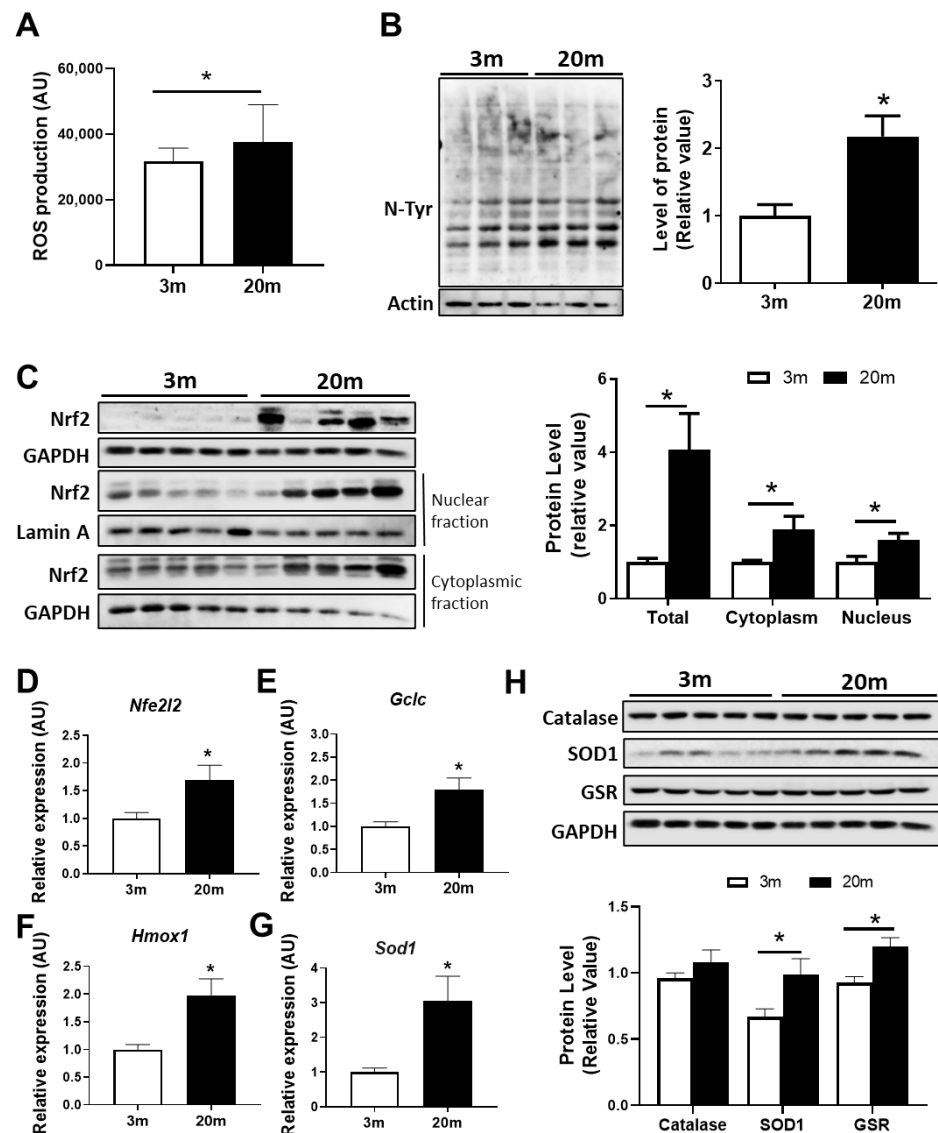 A
ROS production (AU)
60,000
40,000
20,000
0
*
3m
20m
B
3m
20m
N-Tyr
Actin
Level of protein
(Relative value)
3
2
1
0
*
3m
20m
C
3m
20m
Nrf2
GAPDH
Nrf2
Lamin A
Nuclear
fraction
Nrf2
GAPDH
Cytoplasmic
fraction
3m
20m
Protein Level
(relative value)
6
4
2
0
*
*
*
Total
Cytoplasm
Nucleus
D
Nfe2l2
Relative expression (AU)
2.5
2.0
1.5
1.0
0.5
0.0
*
3m
20m
E
Gclc
Relative expression (AU)
3.0
2.5
2.0
1.5
1.0
0.5
0.0
*
3m
20m
F
Hmox1
Relative expression (AU)
2.5
2.0
1.5
1.0
0.5
0.0
*
3m
20m
G
Sod1
Relative expression (AU)
4
3
2
1
0
*
3m
20m
H
3m
20m
Catalase
SOD1
GSR
GAPDH
3m
20m
Protein Level
(Relative Value)
1.5
1.0
0.5
0.0
*
*
Catalase
SOD1
GSR